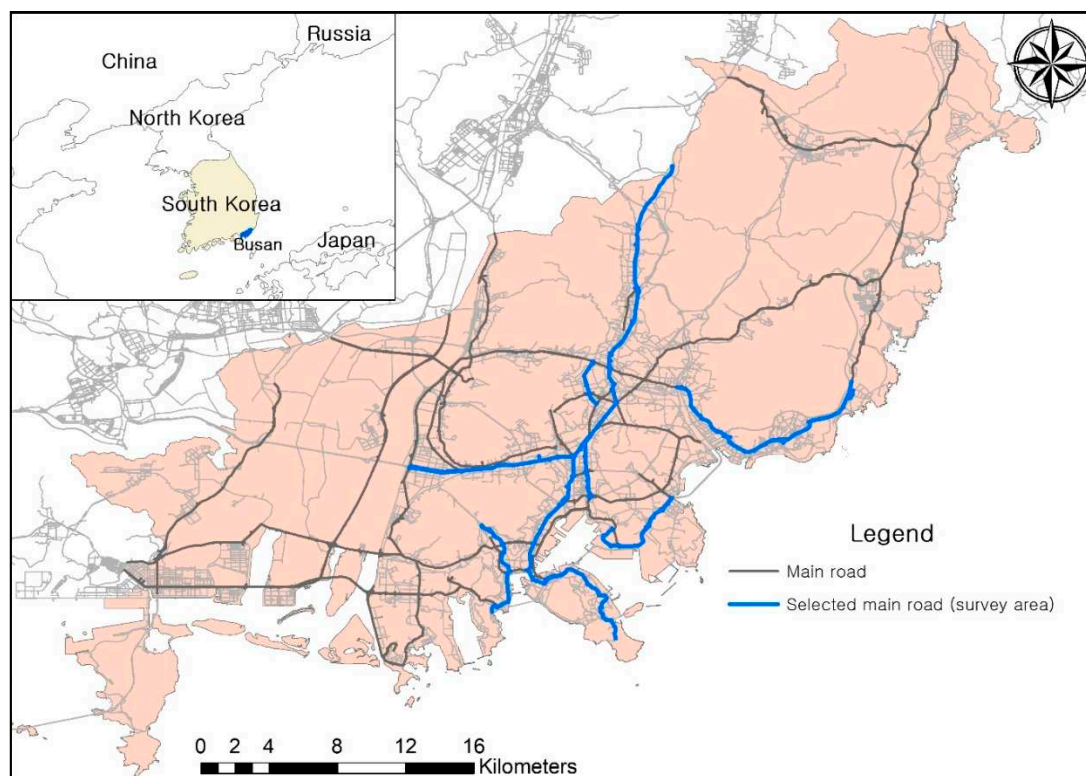 Russia
China
North Korea
South Korea
Busan
Japan
Legend
Main road
Selected main road (survey area)
0 2 4 8 12 16
Kilometers